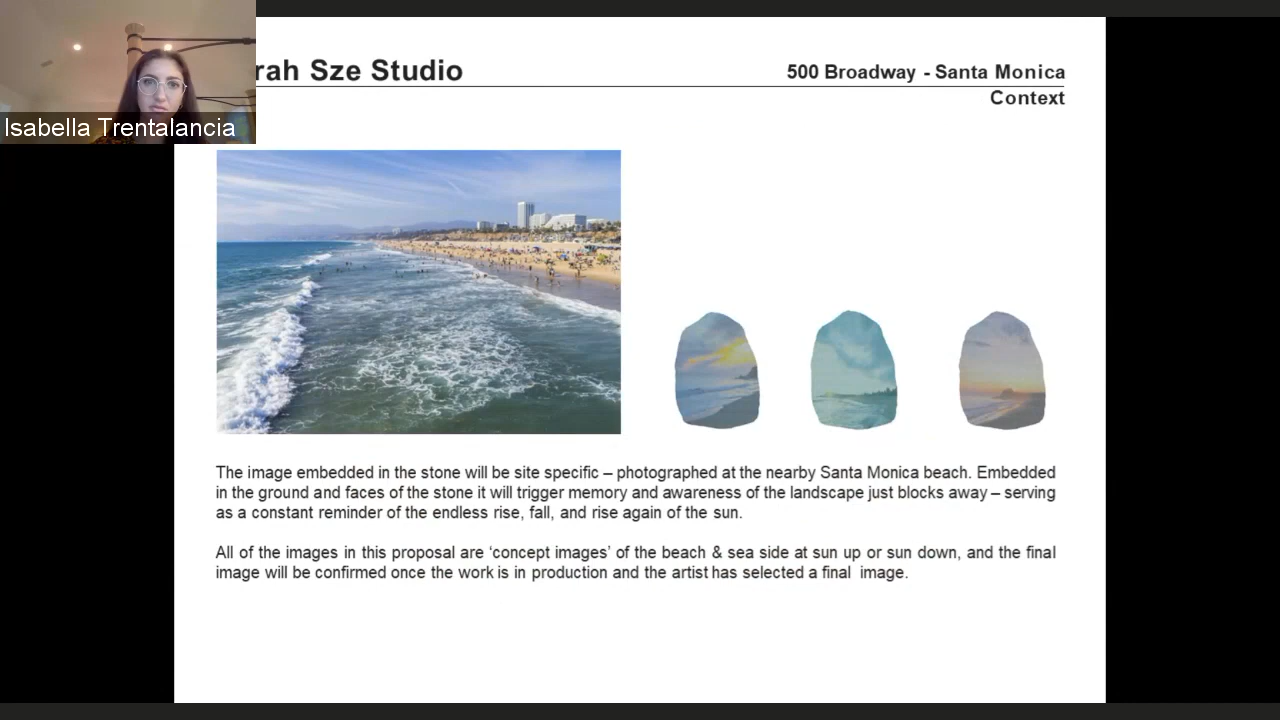 rah Sze Studio
500 Broadway - Santa Monica
Context
Isabella Trentalancia
The image embedded in the stone will be site specific – photographed at the nearby Santa Monica beach. Embedded
in the ground and faces of the stone it will trigger memory and awareness of the landscape just blocks away – serving
as a constant reminder of the endless rise, fall, and rise again of the sun.
All of the images in this proposal are ‘concept images’ of the beach & sea side at sun up or sun down, and the final
image will be confirmed once the work is in production and the artist has selected a final image.